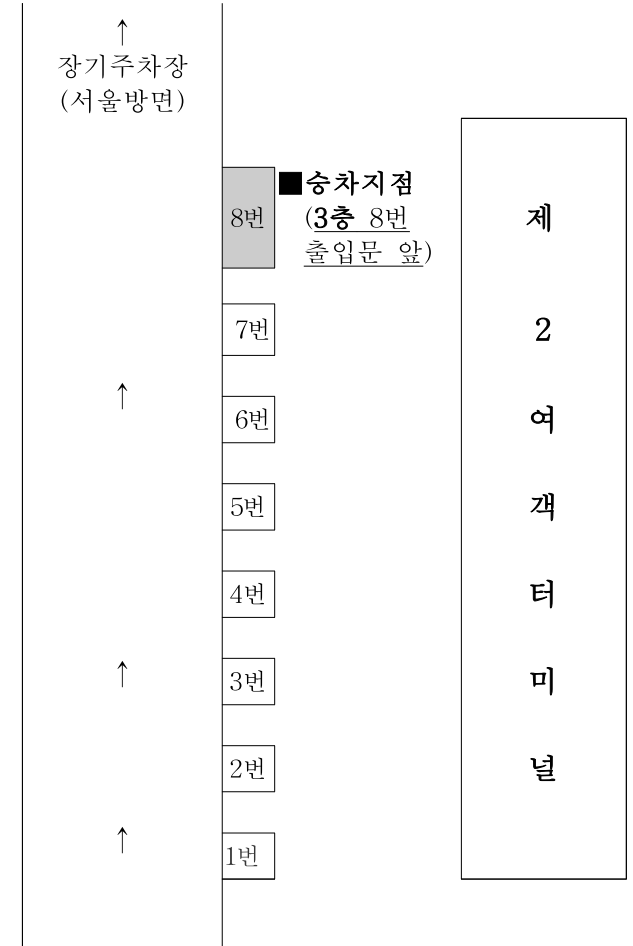 ↑
장기주차장
(서울방면)
8번
■승차지점
(3층 8번
출입문 앞)
7번
↑
6번
5번
4번
↑
3번
2번
↑
1번
제
2
여
객
터
미
널